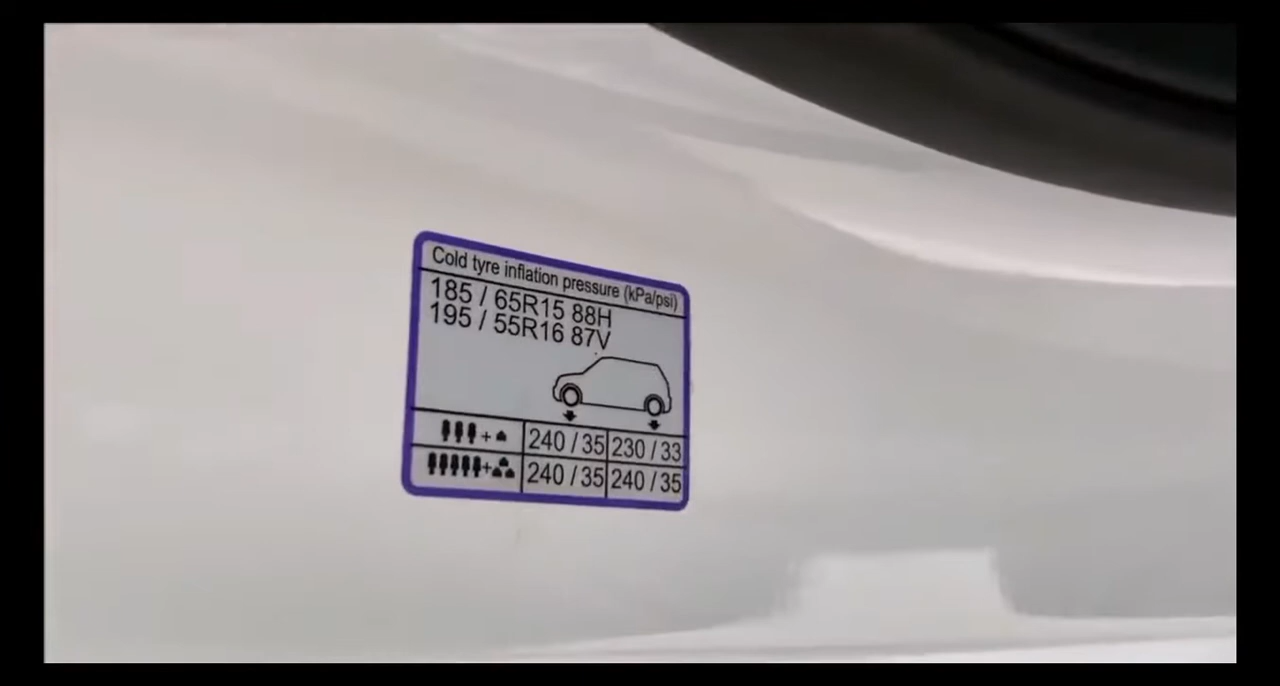 Cold tyre inflation pressure (kPa/psi)
185 / 65R15 88H
195 / 55R16 87V
+ 240 / 35 230 / 33
+ 240 / 35 240 / 35